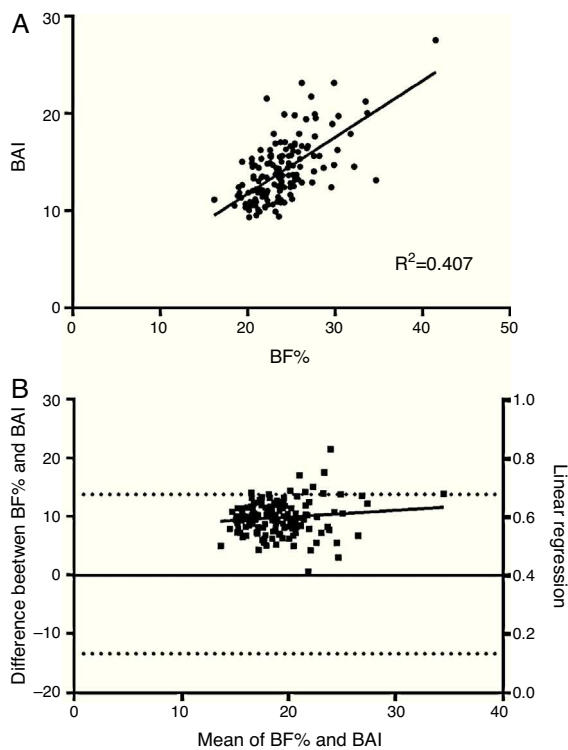 A
30
20
10
0
BAI
R²=0.407
0 10 20 30 40 50
BF%
B
30
20
10
0
−10
−20
Difference beetwen BF% and BAI
1.0
0.8
0.6
0.4
0.2
0.0
Linear regression
0 10 20 30 40
Mean of BF% and BAI